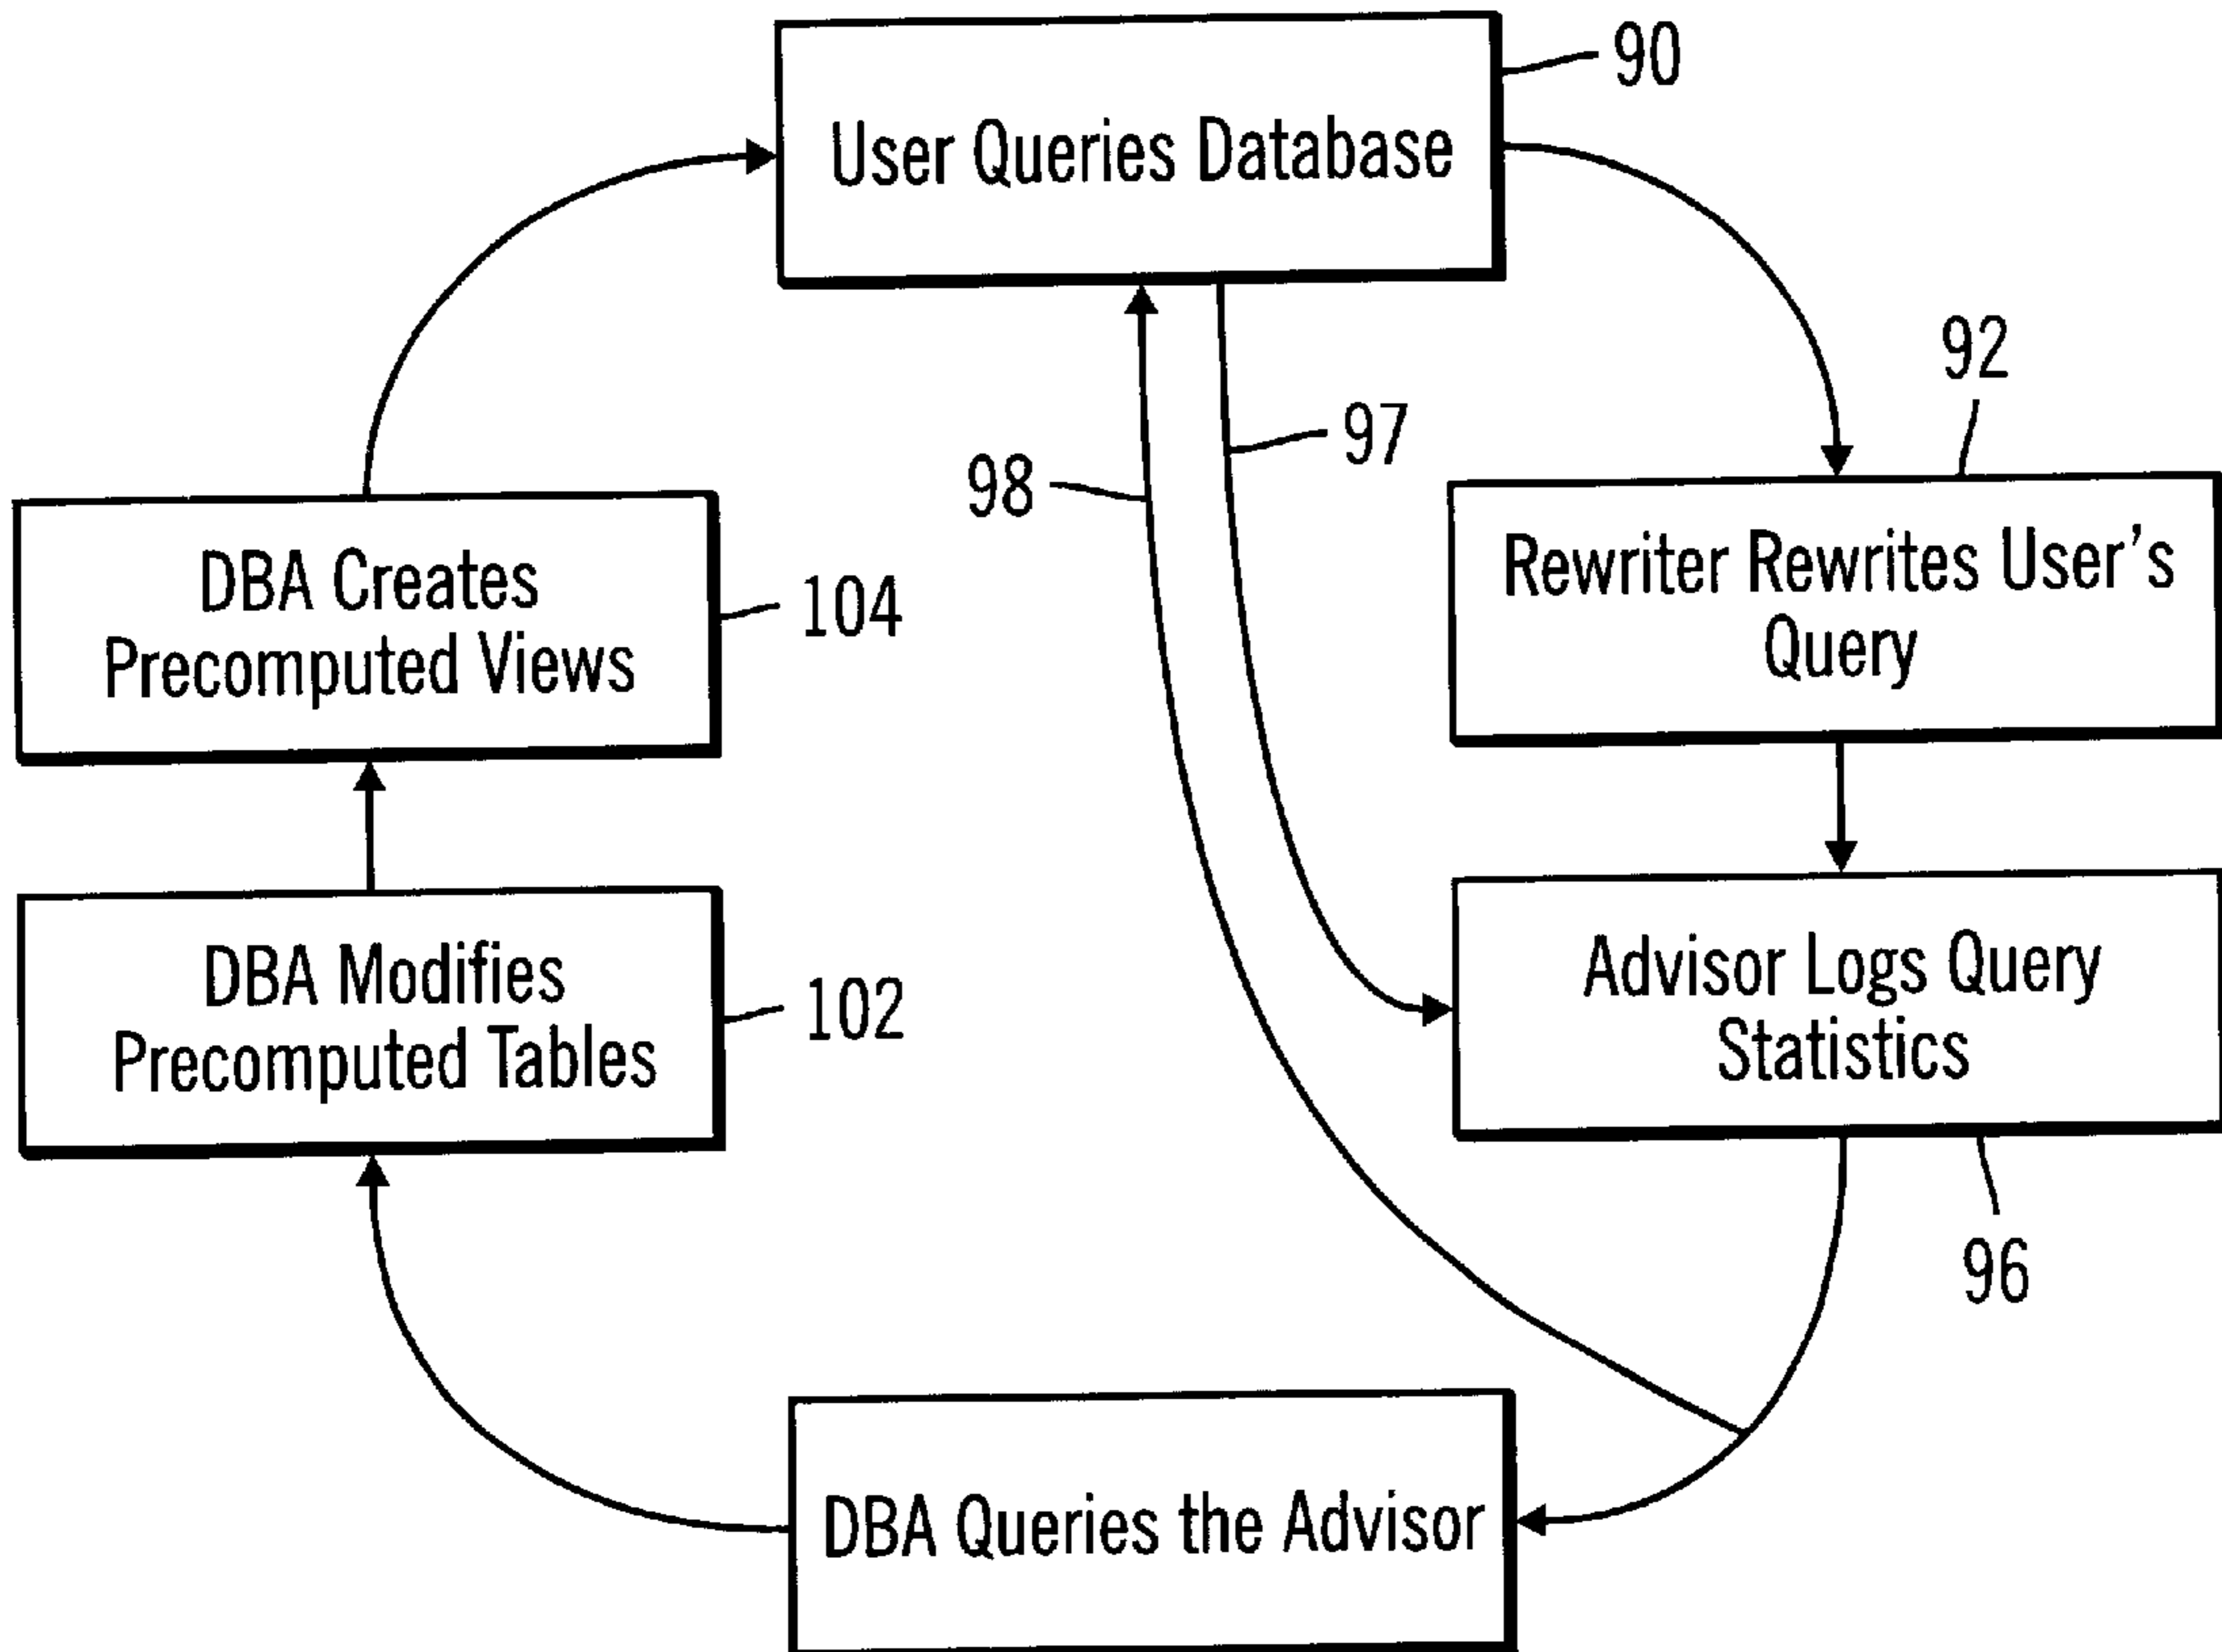 90
User Queries Database
92
98
97
DBA Creates
Precomputed Views
104
Rewriter Rewrites User's
Query
DBA Modifies
Precomputed Tables
102
Advisor Logs Query
Statistics
96
DBA Queries the Advisor